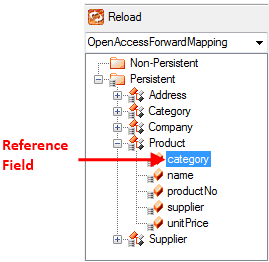 Reload
OpenAccessForwardMapping
Non-Persistent
Persistent
Address
Category
Company
Product
Reference
Field
category
name
productNo
supplier
unitPrice
Supplier